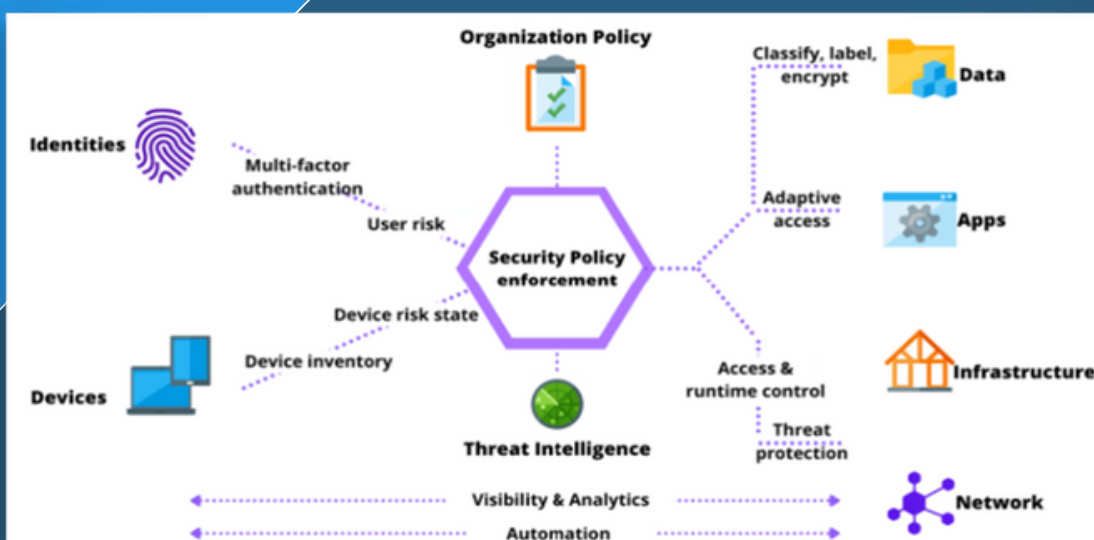 Organization Policy
Classify, label,
encrypt
Data
Identities
Multi-factor
authentication
User risk
Adaptive
access
Apps
Security Policy
enforcement
Device risk state
Device inventory
Devices
Access &
runtime control
Infrastructure
Threat
protection
Threat Intelligence
Visibility & Analytics
Network
Automation